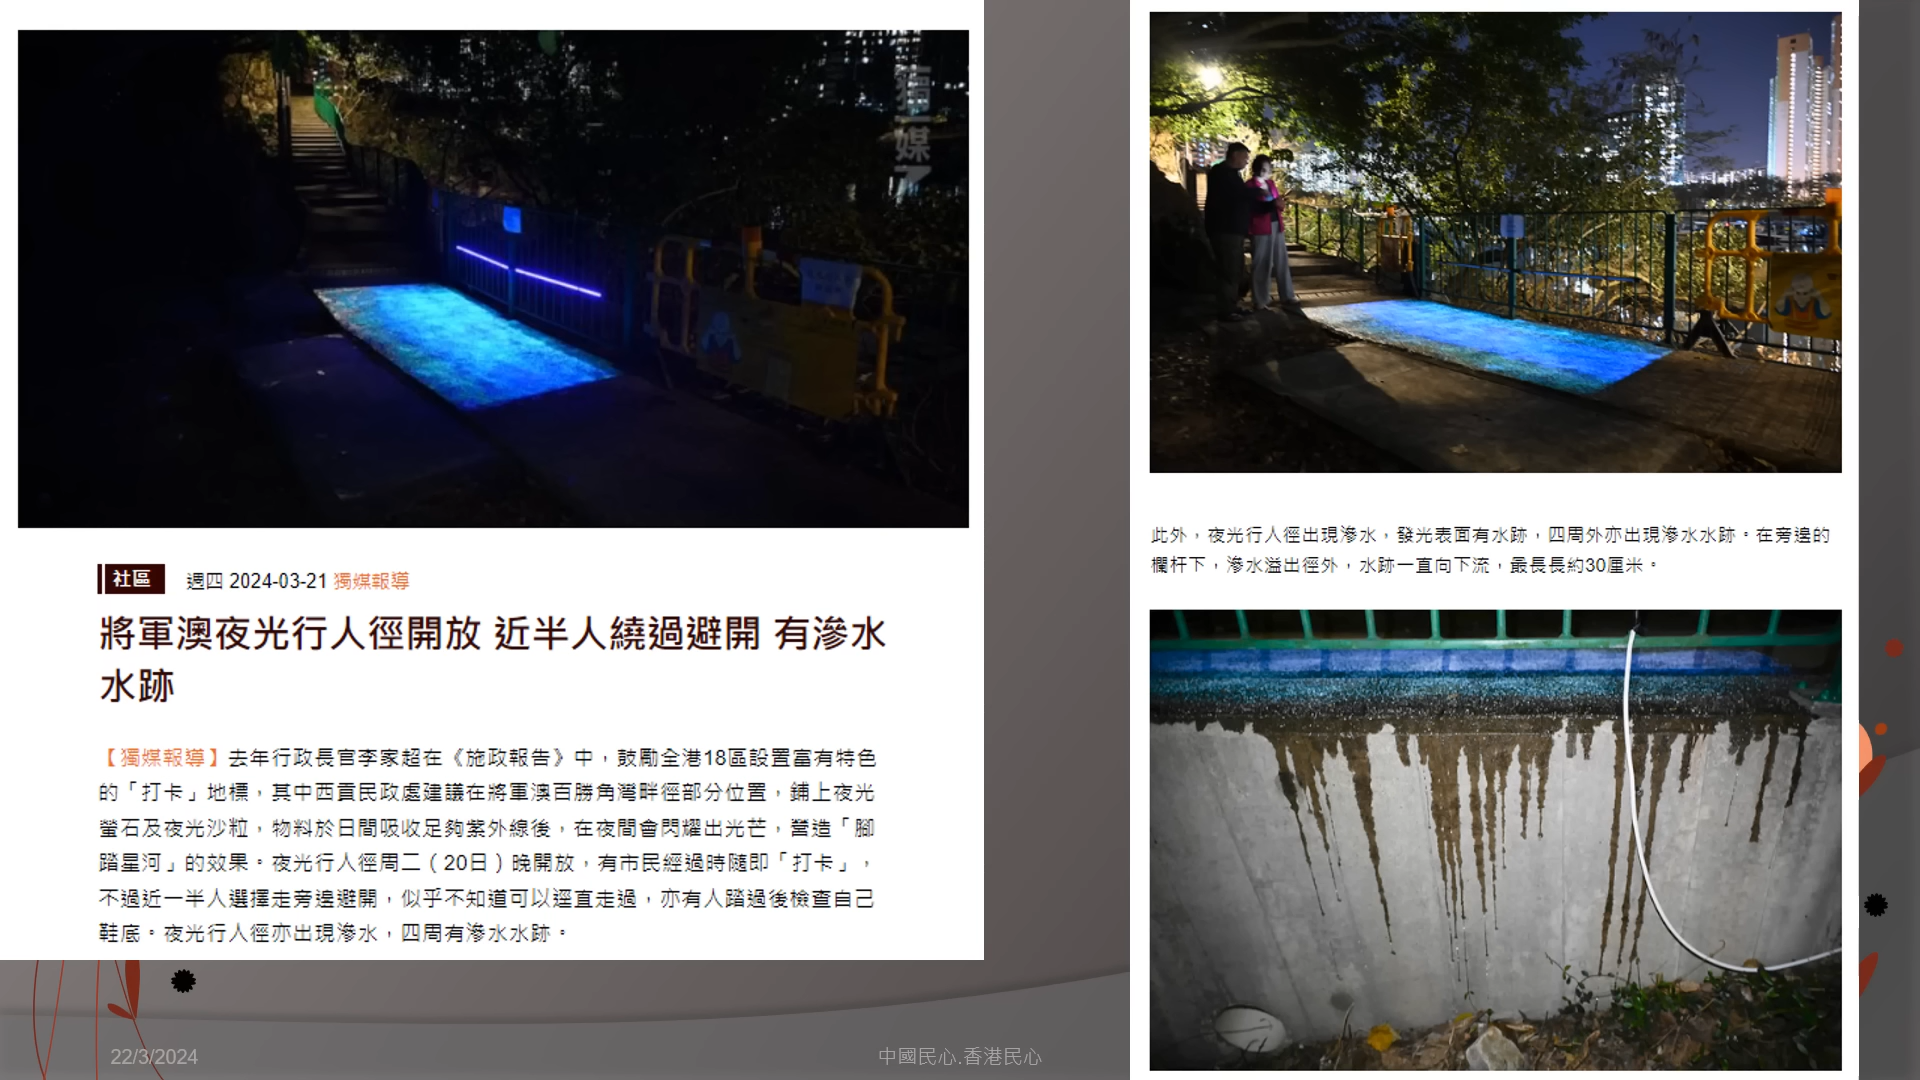 社區 週四 2024-03-21 獨媒報導
將軍澳夜光行人徑開放 近半人繞過避開 有滲水
水跡
【獨媒報導】去年行政長官李家超在《施政報告》中，鼓勵全港18區設置富有特色
的「打卡」地標，其中西貢民政處建議在將軍澳百勝角灣畔徑部分位置，鋪上夜光
螢石及夜光沙粒，物料於日間吸收足夠紫外線後，在夜間會閃耀出光芒，營造「腳
踏星河」的效果。夜光行人徑周二（20日）晚開放，有市民經過時隨即「打卡」，
不過近一半人選擇走旁邊避開，似乎不知道可以逕直走過，亦有人踏過後檢查自己
鞋底。夜光行人徑亦出現滲水，四周有滲水水跡。
此外，夜光行人徑出現滲水，發光表面有水跡，四周外亦出現滲水水跡。在旁邊的
欄杆下，滲水溢出徑外，水跡一直向下流，最長長約30厘米。
22/3/2024
中國民心.香港民心